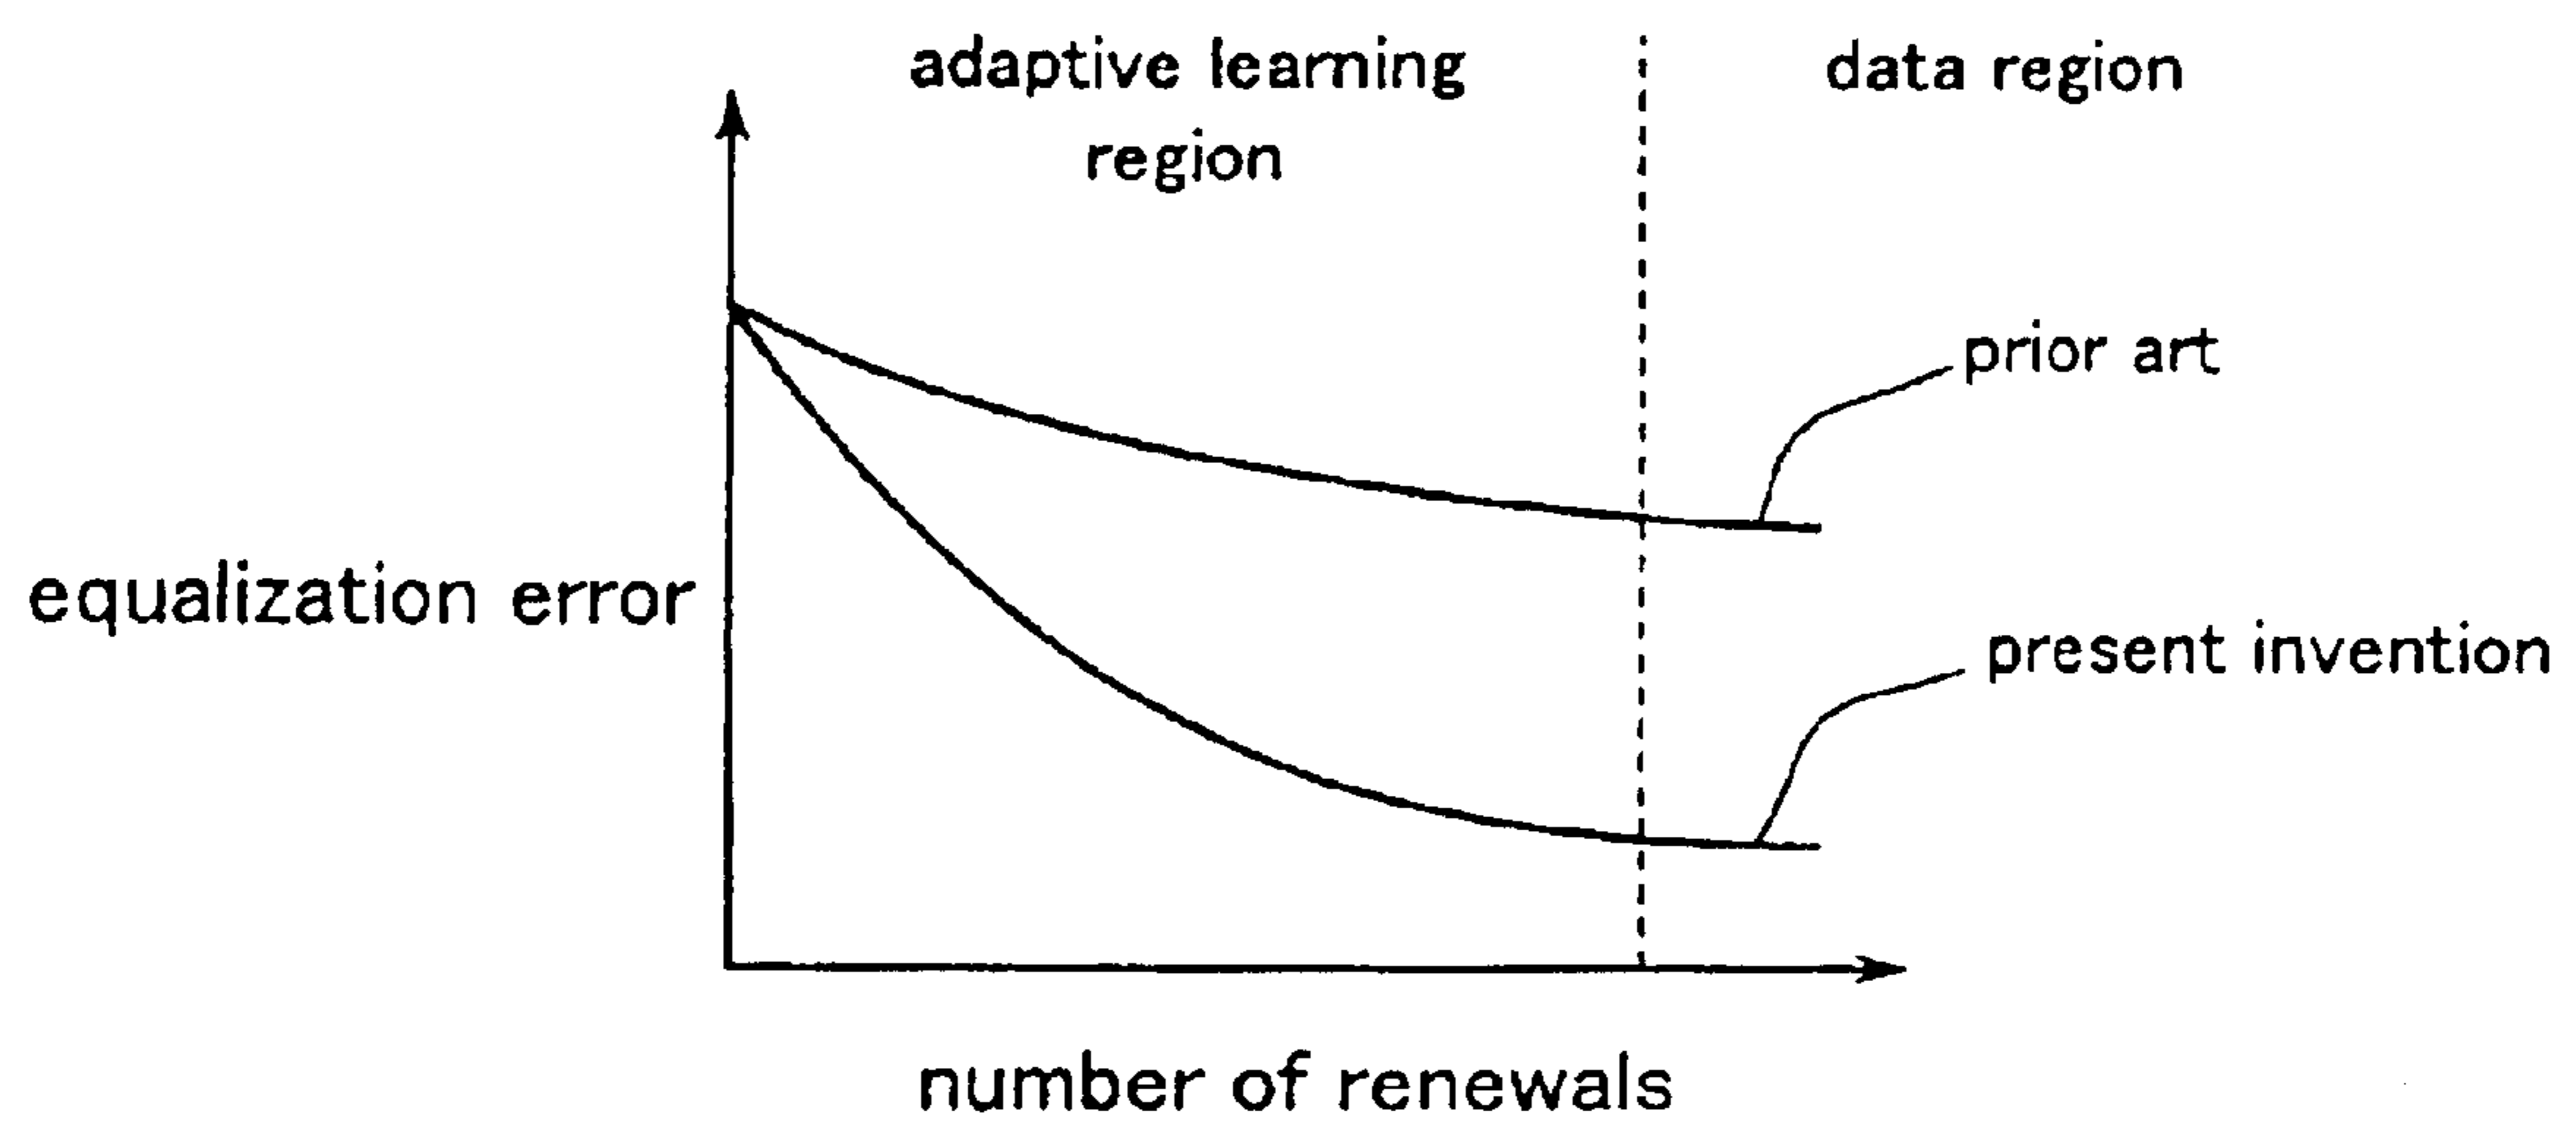 adaptive learning
region
data region
prior art
equalization error
present invention
number of renewals